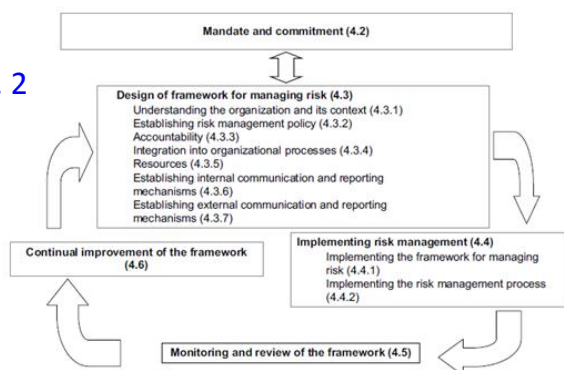 Mandate and commitment (4.2)
. 2
Design of framework for managing risk (4.3)
Understanding the organization and its context (4.3.1)
Establishing risk management policy (4.3.2)
Accountability (4.3.3)
Integration into organizational processes (4.3.4)
Resources (4.3.5)
Establishing internal communication and reporting
mechanisms (4.3.6)
Establishing external communication and reporting
mechanisms (4.3.7)
Implementing risk management (4.4)
Implementing the framework for managing
risk (4.4.1)
Implementing the risk management process
(4.4.2)
Continual improvement of the framework
(4.6)
Monitoring and review of the framework (4.5)